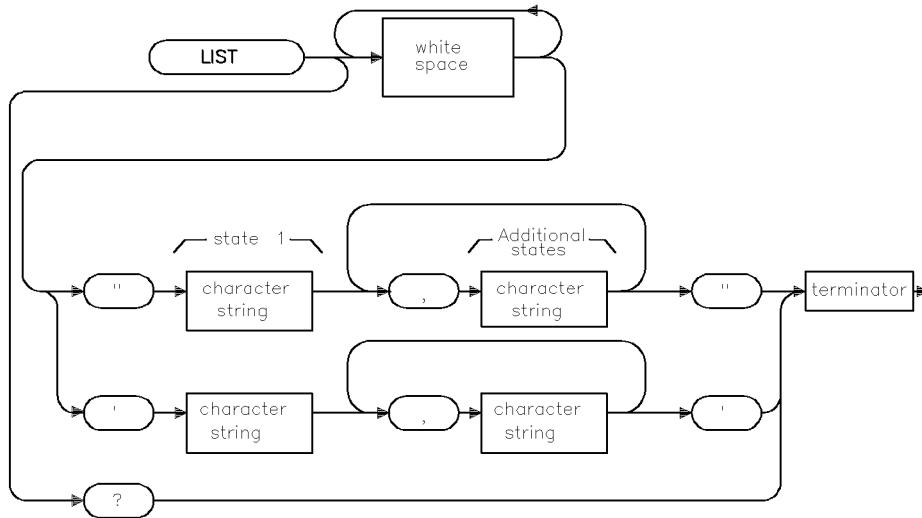 LIST
white
space
state 1
Additional
states
"
character
string
,
character
string
"
terminator
'
character
string
,
character
string
'
?